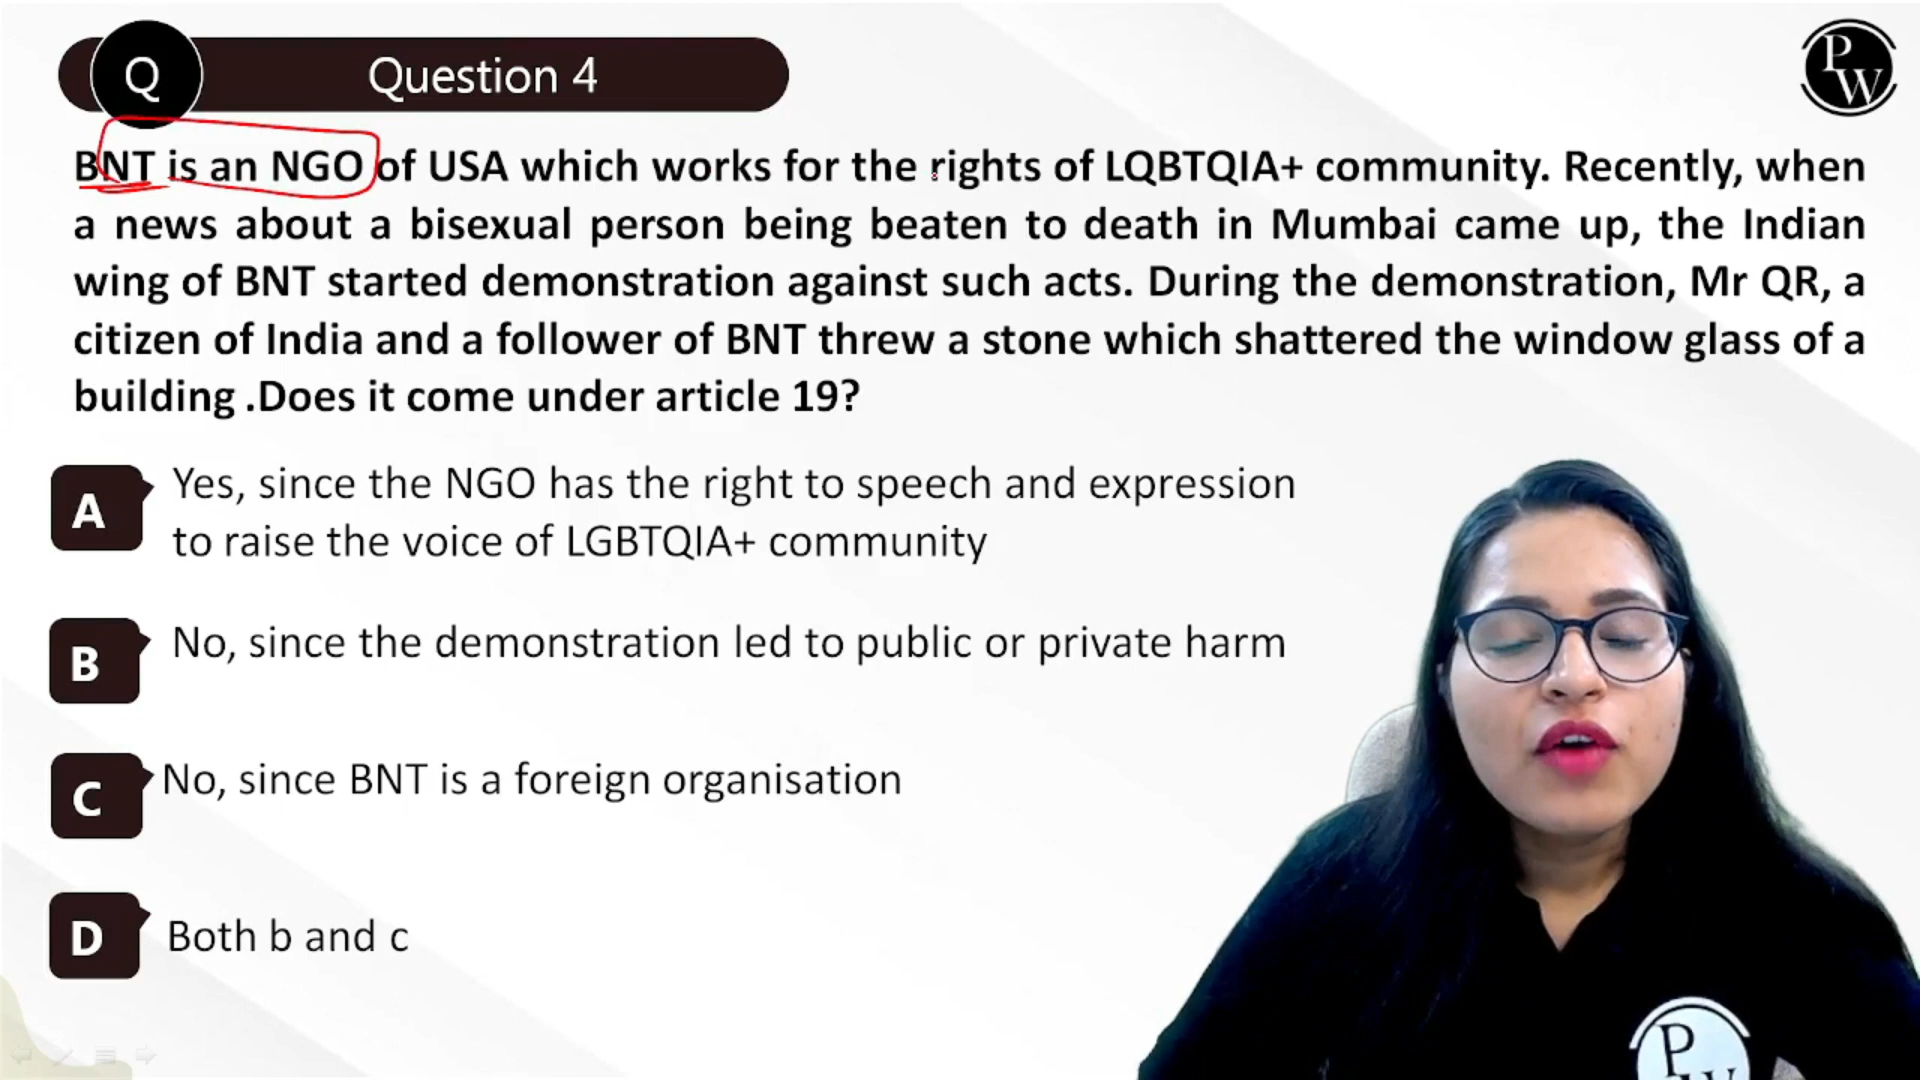 Q
Question 4
PW
BNT is an NGO of USA which works for the rights of LQBTQIA+ community. Recently, when
a news about a bisexual person being beaten to death in Mumbai came up, the Indian
wing of BNT started demonstration against such acts. During the demonstration, Mr QR, a
citizen of India and a follower of BNT threw a stone which shattered the window glass of a
building .Does it come under article 19?
A
Yes, since the NGO has the right to speech and expression
to raise the voice of LGBTQIA+ community
B
No, since the demonstration led to public or private harm
C
No, since BNT is a foreign organisation
D
Both b and c
PW